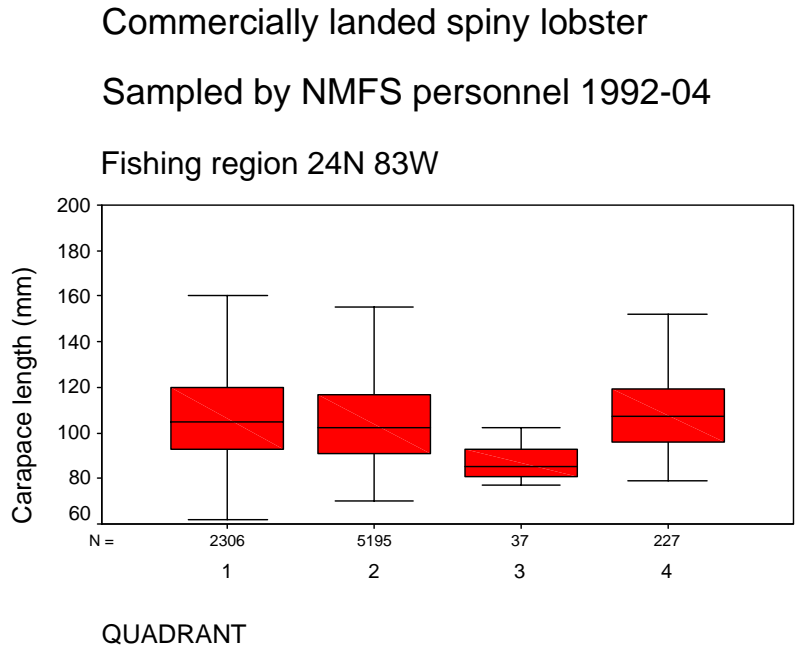 Commercially landed spiny lobster
Sampled by NMFS personnel 1992-04
Fishing region 24N 83W
Carapace length (mm)
200
180
160
140
120
100
80
60
N = 2306 5195 37 227
1 2 3 4
QUADRANT